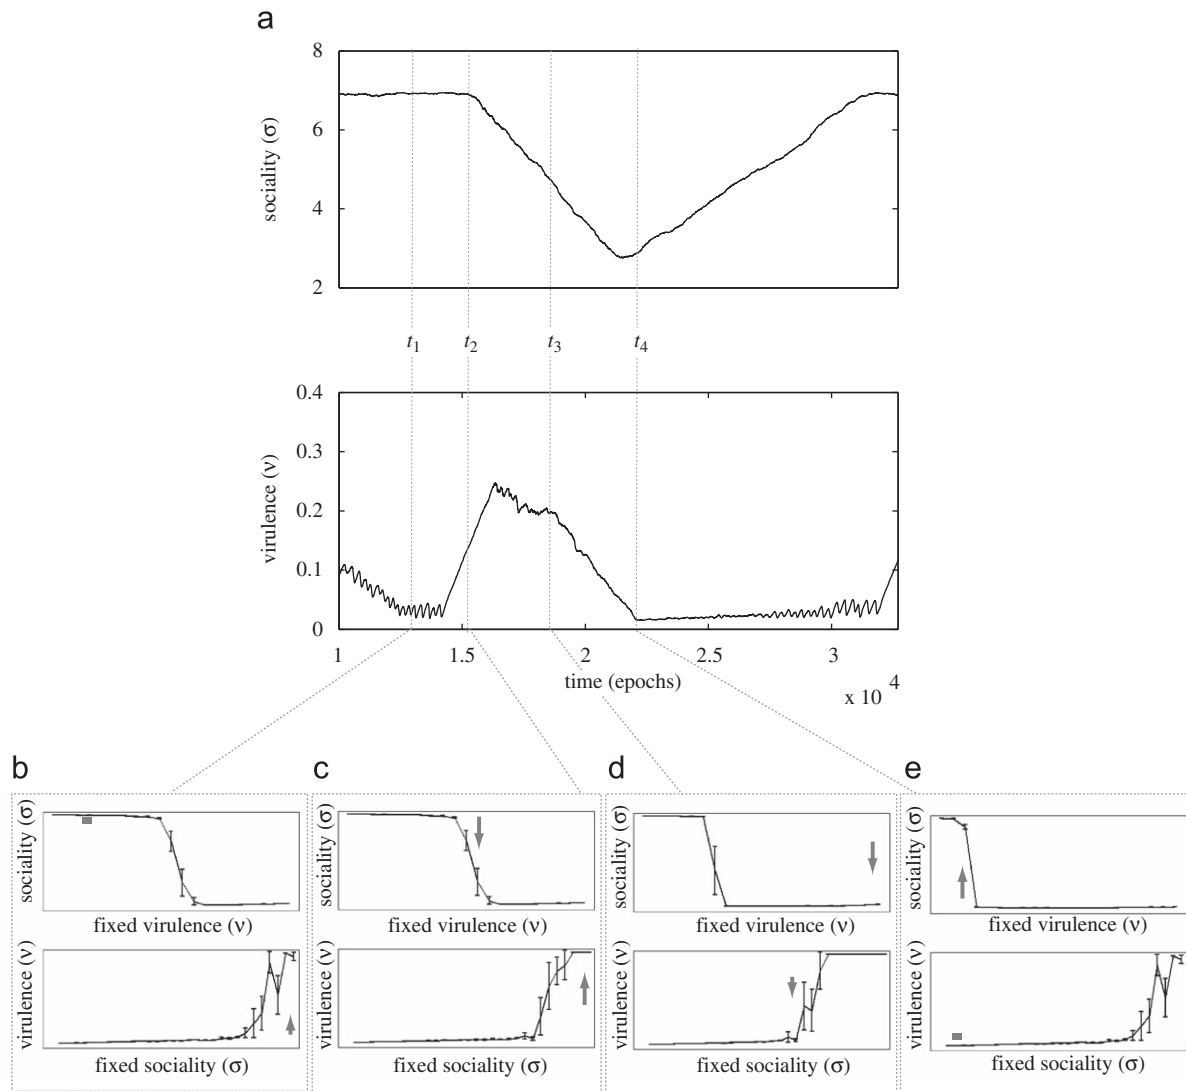 a
8
6
4
2
sociality (σ)
t1 t2 t3 t4
0.4
0.3
0.2
0.1
0
virulence (ν)
1 1.5 2 2.5 3
time (epochs)
x 10 4
b c d e
sociality (σ) sociality (σ) sociality (σ) sociality (σ)
fixed virulence (ν) fixed virulence (ν) fixed virulence (ν) fixed virulence (ν)
virulence (ν) virulence (ν) virulence (ν) virulence (ν)
fixed sociality (σ) fixed sociality (σ) fixed sociality (σ) fixed sociality (σ)